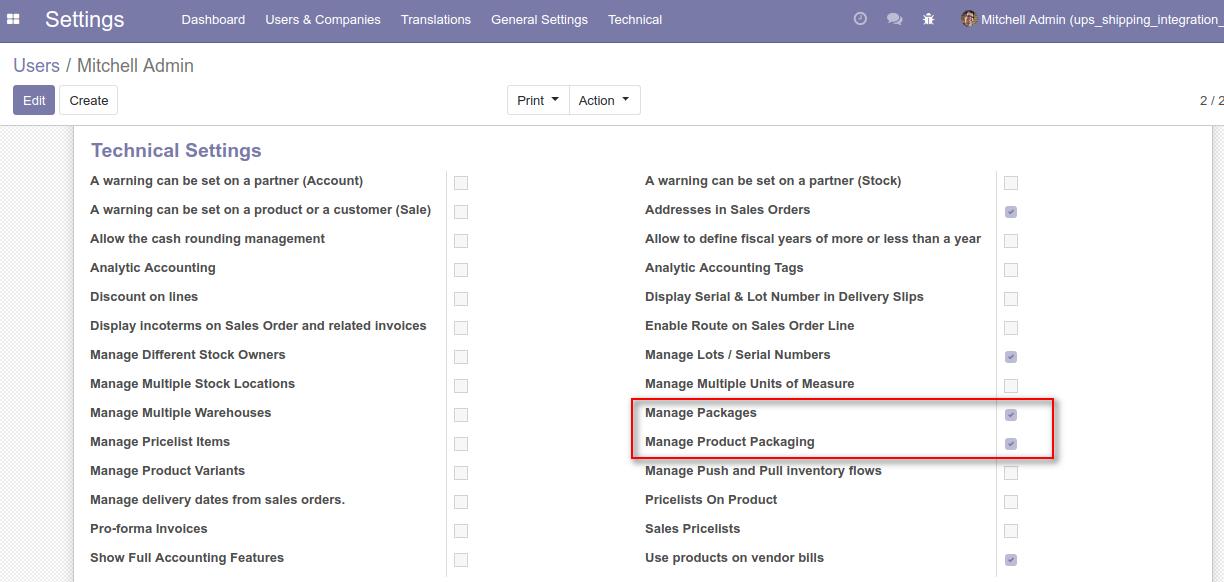 Settings Dashboard Users & Companies Translations General Settings Technical Mitchell Admin (ups_shipping_integration_
Users / Mitchell Admin
Edit Create Print Action 2 / 2
Technical Settings
A warning can be set on a partner (Account) A warning can be set on a partner (Stock)
A warning can be set on a product or a customer (Sale) Addresses in Sales Orders
Allow the cash rounding management Allow to define fiscal years of more or less than a year
Analytic Accounting Analytic Accounting Tags
Discount on lines Display Serial & Lot Number in Delivery Slips
Display incoterms on Sales Order and related invoices Enable Route on Sales Order Line
Manage Different Stock Owners Manage Lots / Serial Numbers
Manage Multiple Stock Locations Manage Multiple Units of Measure
Manage Multiple Warehouses Manage Packages
Manage Pricelist Items Manage Product Packaging
Manage Product Variants Manage Push and Pull inventory flows
Manage delivery dates from sales orders. Pricelists On Product
Pro-forma Invoices Sales Pricelists
Show Full Accounting Features Use products on vendor bills